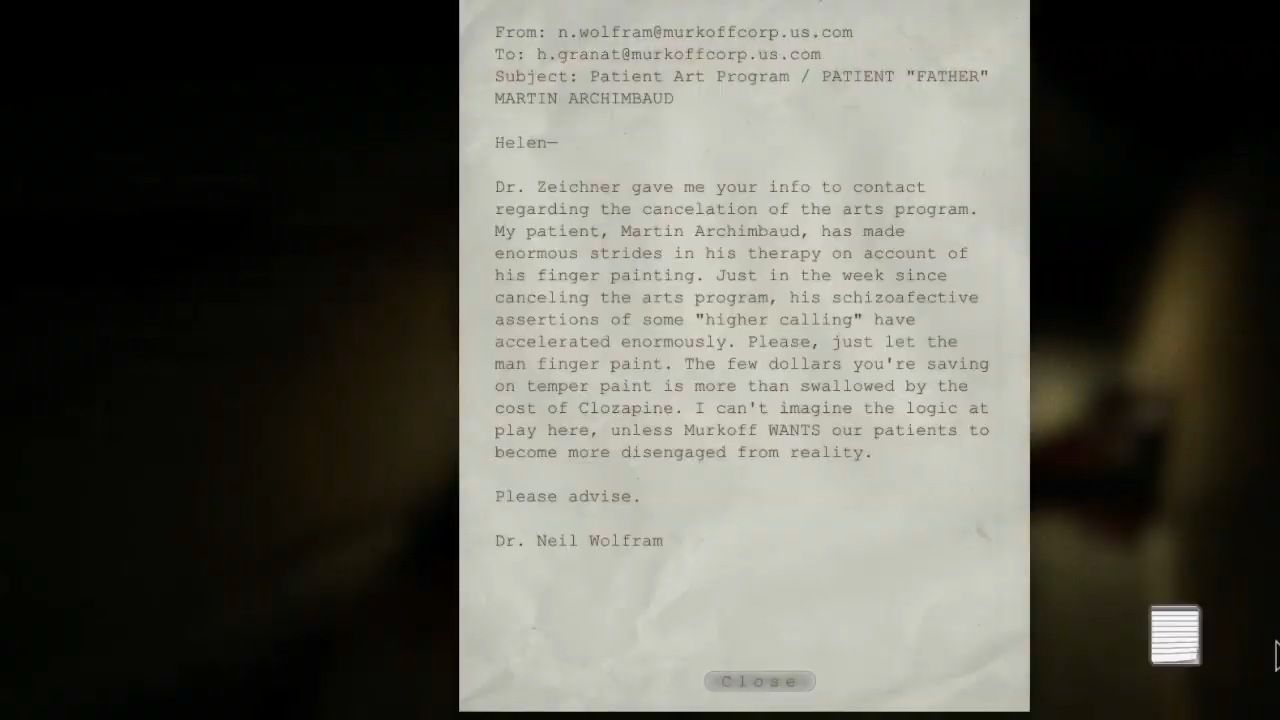 From: n.wolfram@murkoffcorp.us.com
To: h.granat@murkoffcorp.us.com
Subject: Patient Art Program / PATIENT "FATHER"
MARTIN ARCHIMBAUD
Helen—
Dr. Zeichner gave me your info to contact
regarding the cancelation of the arts program.
My patient, Martin Archimbaud, has made
enormous strides in his therapy on account of
his finger painting. Just in the week since
canceling the arts program, his schizoafective
assertions of some "higher calling" have
accelerated enormously. Please, just let the
man finger paint. The few dollars you're saving
on temper paint is more than swallowed by the
cost of Clozapine. I can't imagine the logic at
play here, unless Murkoff WANTS our patients to
become more disengaged from reality.
Please advise.
Dr. Neil Wolfram
Close